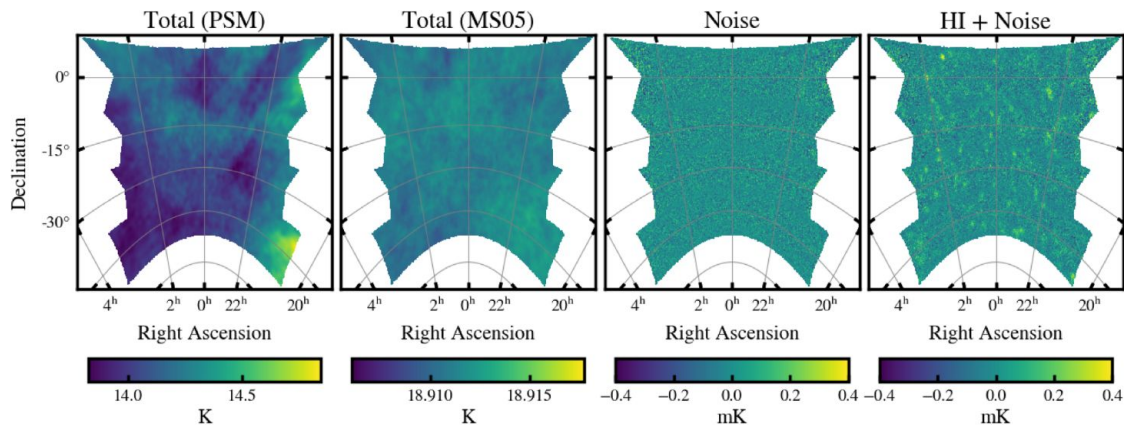 Total (PSM) Total (MS05) Noise HI + Noise
0°
-15°
-30°
Declination
4h 2h 0h 22h 20h 4h 2h 0h 22h 20h 4h 2h 0h 22h 20h 4h 2h 0h 22h 20h
Right Ascension Right Ascension Right Ascension Right Ascension
14.0 14.5 18.910 18.915 −0.4 −0.2 0.0 0.2 0.4 −0.4 −0.2 0.0 0.2 0.4
K K mK mK